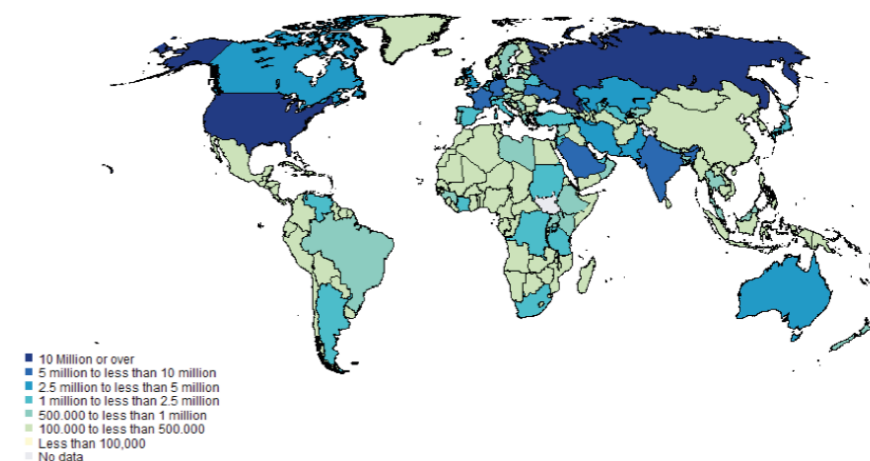 10 Million or over
5 million to less than 10 million
2.5 million to less than 5 million
1 million to less than 2.5 million
500.000 to less than 1 million
100.000 to less than 500.000
Less than 100,000
No data